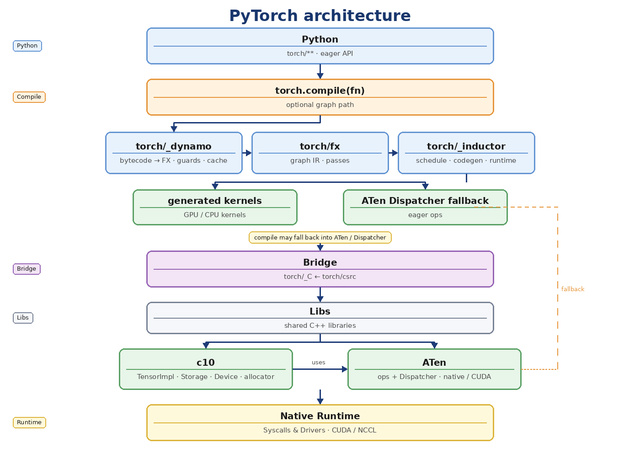 PyTorch architecture
Python
Python
torch/** · eager API
Compile
torch.compile(fn)
optional graph path
torch/_dynamo
bytecode → FX · guards · cache
torch/fx
graph IR · passes
torch/_inductor
schedule · codegen · runtime
generated kernels
GPU / CPU kernels
ATen Dispatcher fallback
eager ops
compile may fall back into ATen / Dispatcher
Bridge
Bridge
torch/_C ← torch/csrc
fallback
Libs
Libs
shared C++ libraries
c10
TensorImpl · Storage · Device · allocator
uses
ATen
ops + Dispatcher · native / CUDA
Runtime
Native Runtime
Syscalls & Drivers · CUDA / NCCL